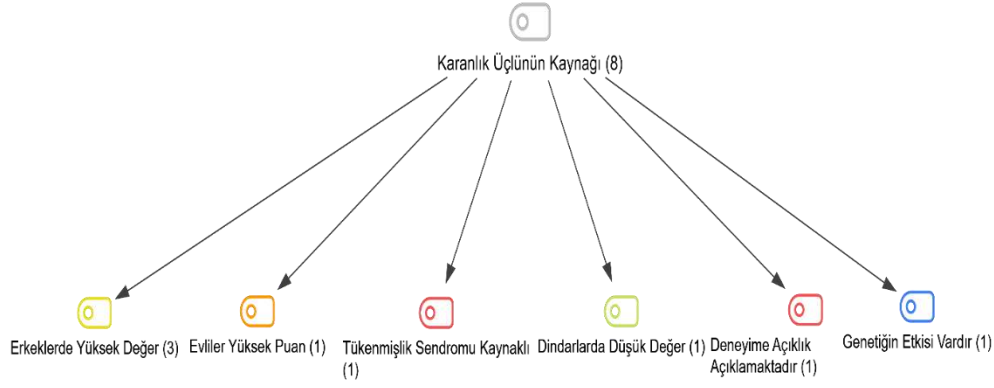 Karanlık Üçlünün Kaynağı (8)
Erkeklerde Yüksek Değer (3)
Evliler Yüksek Puan (1)
Tükenmişlik Sendromu Kaynaklı
(1)
Dindarlarda Düşük Değer (1)
Deneyime Açıklık
Açıklamaktadır (1)
Genetiğin Etkisi Vardır (1)